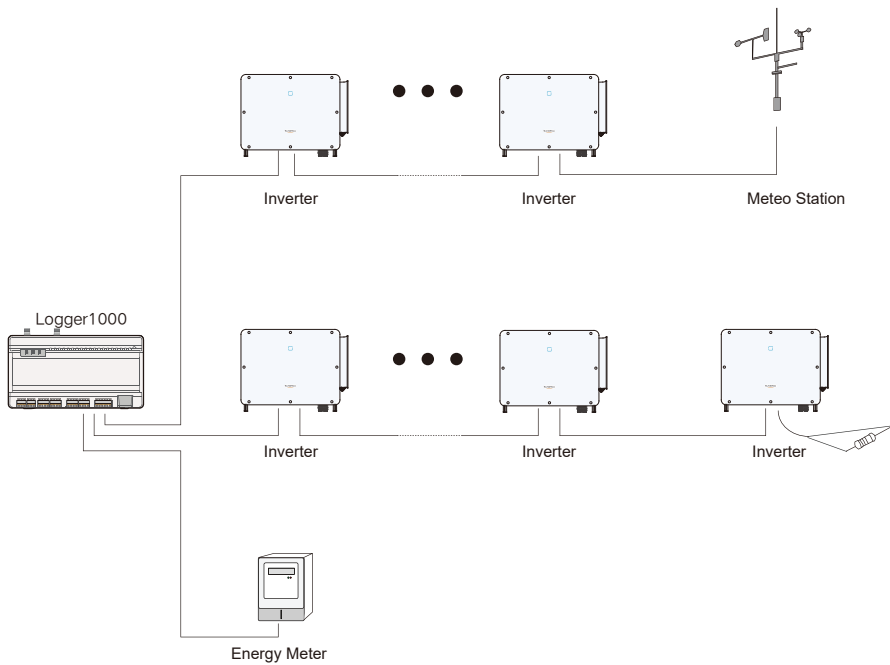 Inverter
Inverter
Meteo Station
Logger1000
Inverter
Inverter
Inverter
Energy Meter